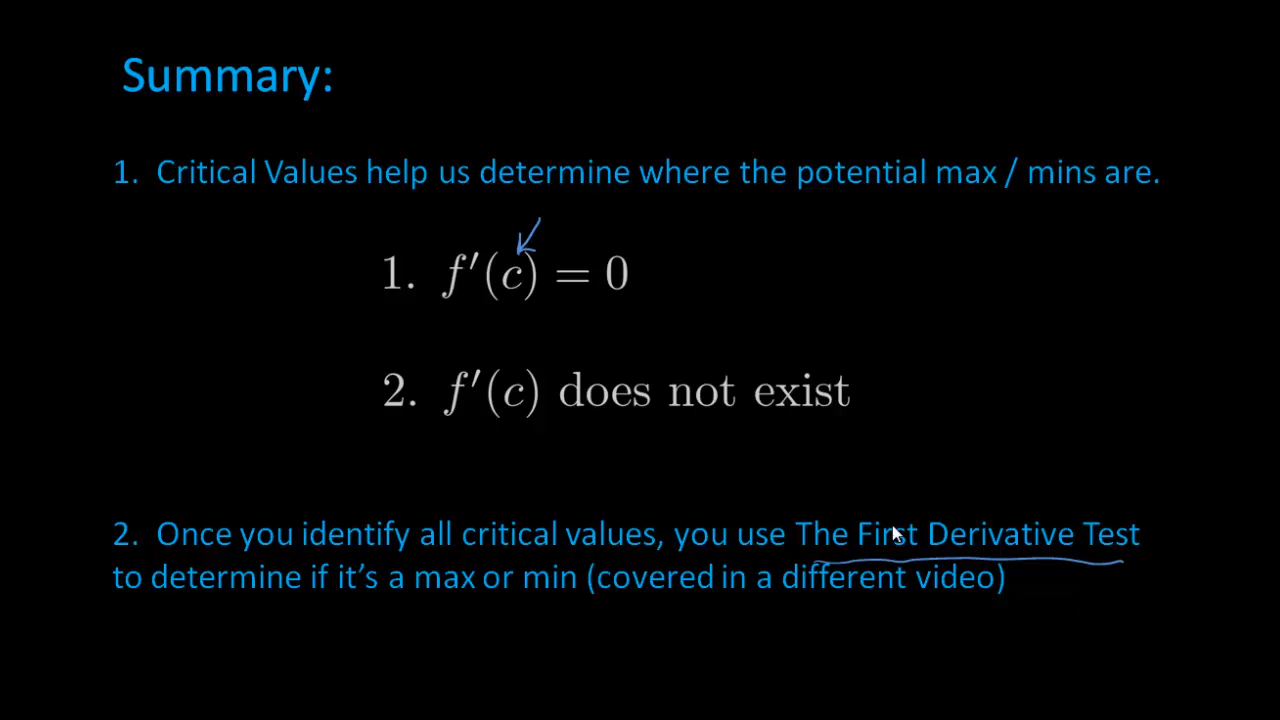 Summary:
1. Critical Values help us determine where the potential max / mins are.
1. f′(c) = 0
2. f′(c) does not exist
2. Once you identify all critical values, you use The First Derivative Test
to determine if it’s a max or min (covered in a different video)